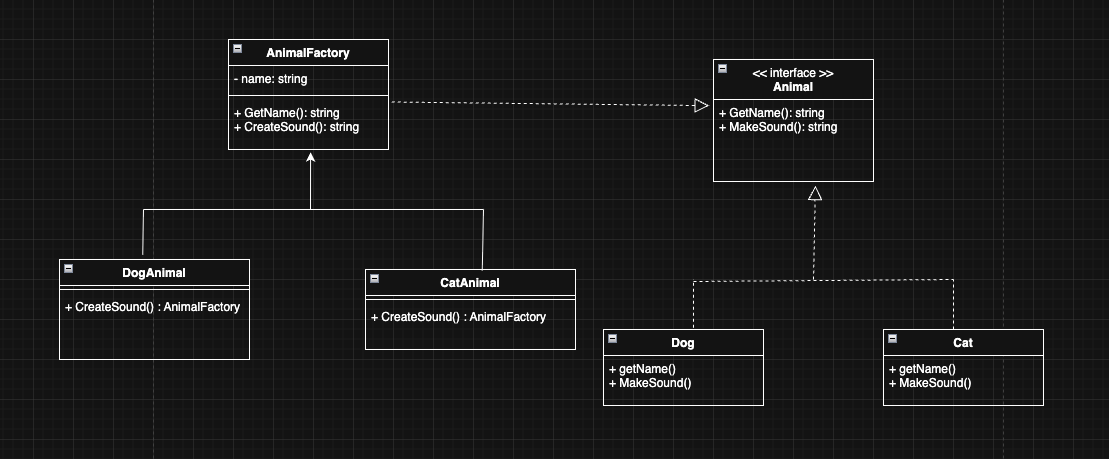 AnimalFactory
- name: string
+ GetName(): string
+ CreateSound(): string
<< interface >>
Animal
+ GetName(): string
+ MakeSound(): string
DogAnimal
+ CreateSound() : AnimalFactory
CatAnimal
+ CreateSound() : AnimalFactory
Dog
+ getName()
+ MakeSound()
Cat
+ getName()
+ MakeSound()